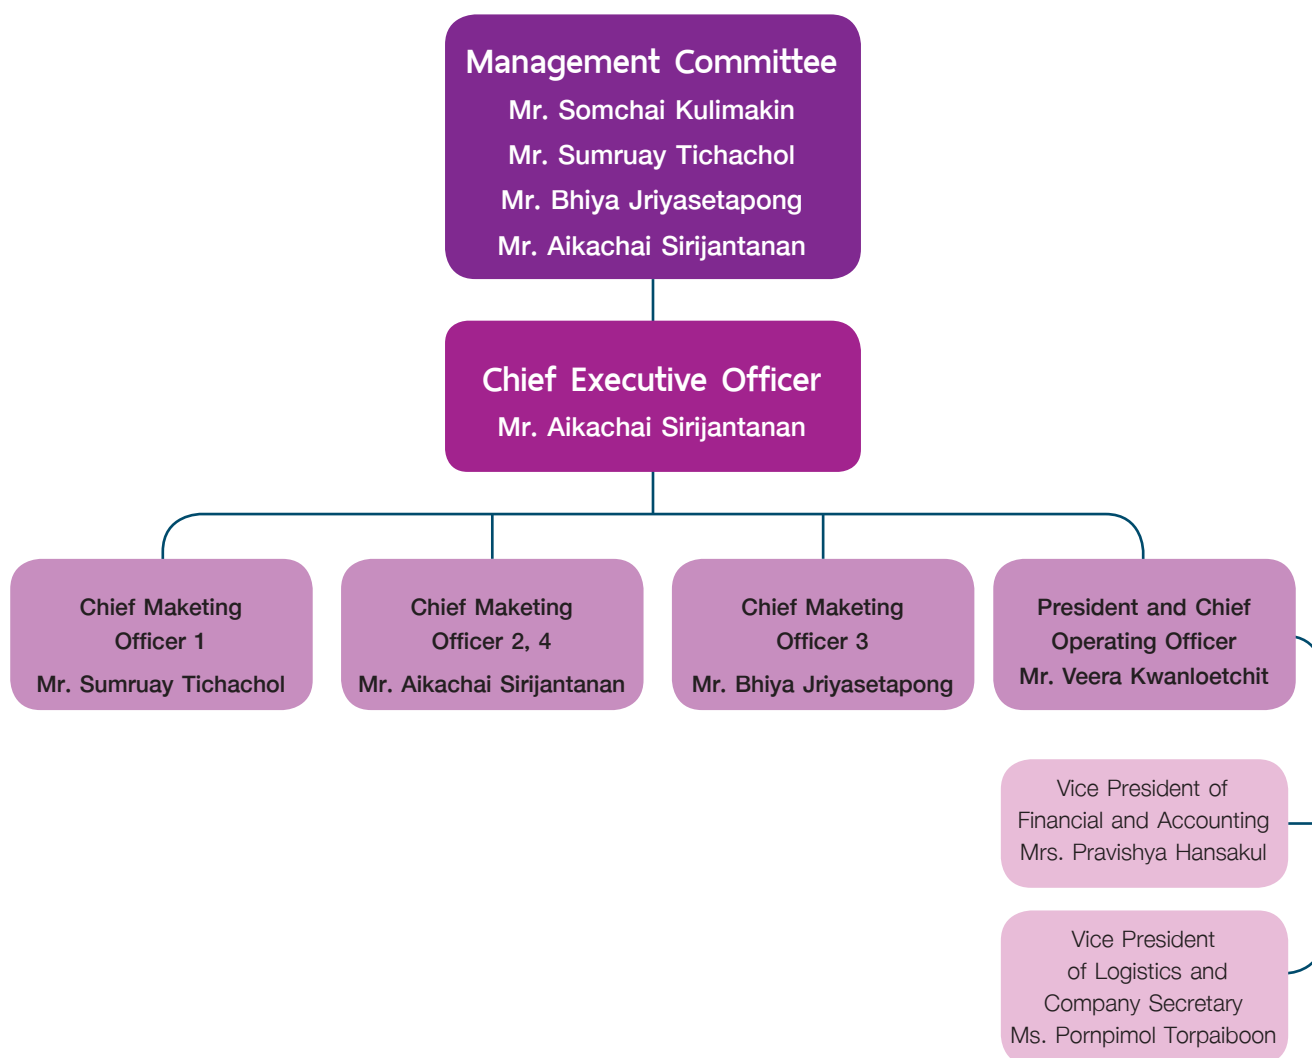 Management Committee
Mr. Somchai Kulimakin
Mr. Sumruay Tichachol
Mr. Bhiya Jriyasetapong
Mr. Aikachai Sirijantanan
Chief Executive Officer
Mr. Aikachai Sirijantanan
Chief Maketing
Officer 1
Mr. Sumruay Tichachol
Chief Maketing
Officer 2, 4
Mr. Aikachai Sirijantanan
Chief Maketing
Officer 3
Mr. Bhiya Jriyasetapong
President and Chief
Operating Officer
Mr. Veera Kwanloetchit
Vice President of
Financial and Accounting
Mrs. Pravishya Hansakul
Vice President
of Logistics and
Company Secretary
Ms. Pornpimol Torpaiboon